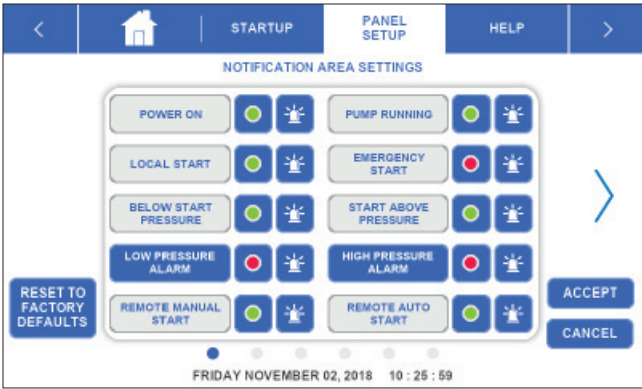 STARTUP
PANEL
SETUP
HELP
NOTIFICATION AREA SETTINGS
POWER ON
PUMP RUNNING
LOCAL START
EMERGENCY
START
BELOW START
PRESSURE
START ABOVE
PRESSURE
LOW PRESSURE
ALARM
HIGH PRESSURE
ALARM
REMOTE MANUAL
START
REMOTE AUTO
START
RESET TO
FACTORY
DEFAULTS
ACCEPT
CANCEL
FRIDAY NOVEMBER 02, 2018 10 : 25 : 59